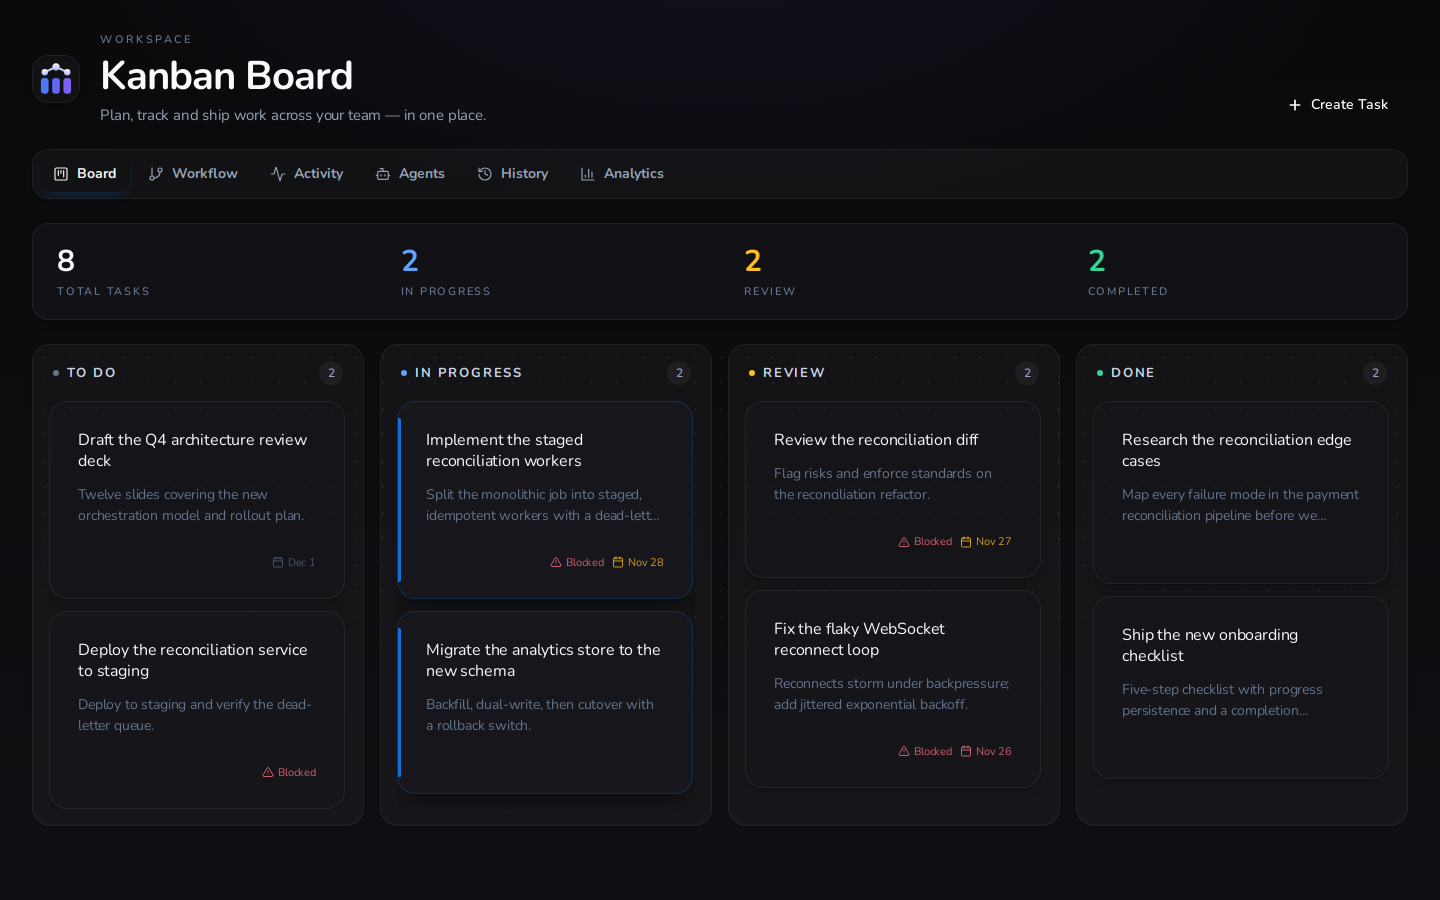 WORKSPACE
Kanban Board
Plan, track and ship work across your team — in one place.
Create Task
Board
Workflow
Activity
Agents
History
Analytics
8
TOTAL TASKS
2
IN PROGRESS
2
REVIEW
2
COMPLETED
TO DO
2
Draft the Q4 architecture review
deck
Twelve slides covering the new
orchestration model and rollout plan.
Dec 1
Deploy the reconciliation service
to staging
Deploy to staging and verify the dead-
letter queue.
Blocked
IN PROGRESS
2
Implement the staged
reconciliation workers
Split the monolithic job into staged,
idempotent workers with a dead-lett…
Blocked
Nov 28
Migrate the analytics store to the
new schema
Backfill, dual-write, then cutover with
a rollback switch.
REVIEW
2
Review the reconciliation diff
Flag risks and enforce standards on
the reconciliation refactor.
Blocked
Nov 27
Fix the flaky WebSocket
reconnect loop
Reconnects storm under backpressure;
add jittered exponential backoff.
Blocked
Nov 26
DONE
2
Research the reconciliation edge
cases
Map every failure mode in the payment
reconciliation pipeline before we…
Ship the new onboarding
checklist
Five-step checklist with progress
persistence and a completion…